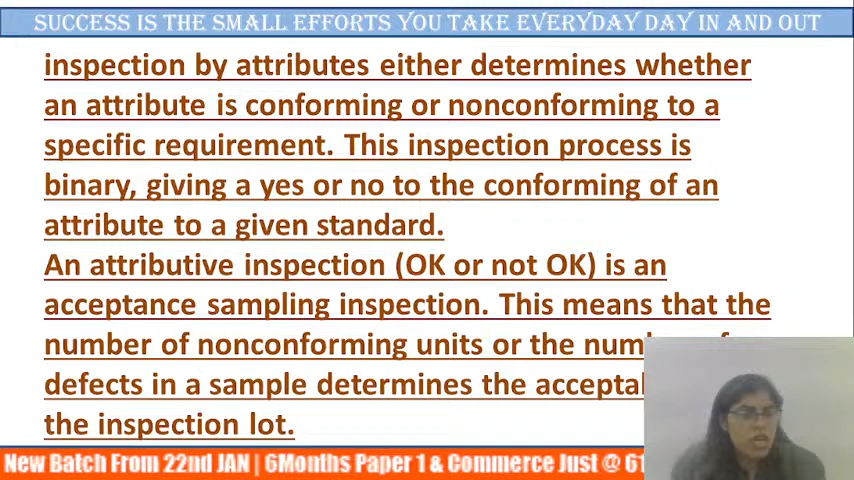 SUCCESS IS THE SMALL EFFORTS YOU TAKE EVERYDAY DAY IN AND OUT
inspection by attributes either determines whether
an attribute is conforming or nonconforming to a
specific requirement. This inspection process is
binary, giving a yes or no to the conforming of an
attribute to a given standard.
An attributive inspection (OK or not OK) is an
acceptance sampling inspection. This means that the
number of nonconforming units or the
defects in a sample determines the
the inspection lot.
New Batch From 22nd JAN | 6Months Paper 1 & Commerce Just @